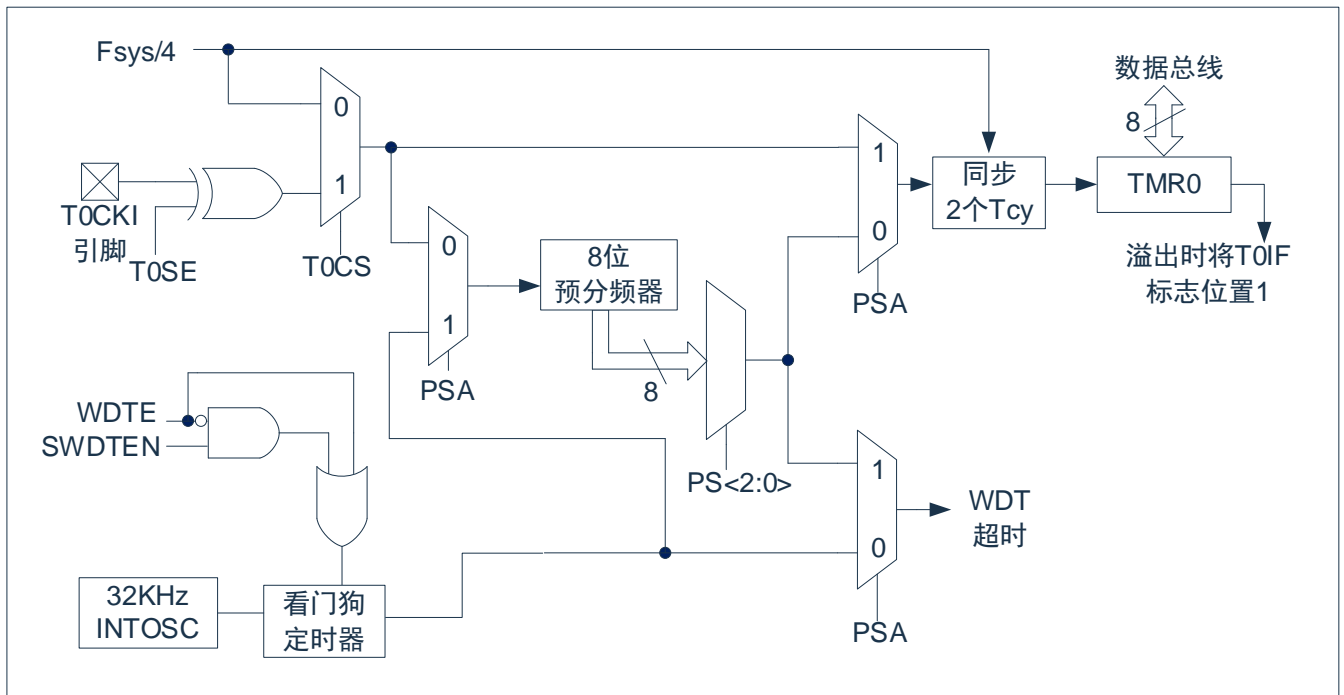 Fsys/4
数据总线
8
0
1
1
0
同步
2个Tcy
TMR0
T0CKI
引脚
T0SE
T0CS
0
1
8位
预分频器
PSA
溢出时将T0IF
标志位置1
PSA
8
WDTE
SWDTEN
PS<2:0>
1
0
WDT
超时
32KHz
INTOSC
看门狗
定时器
PSA